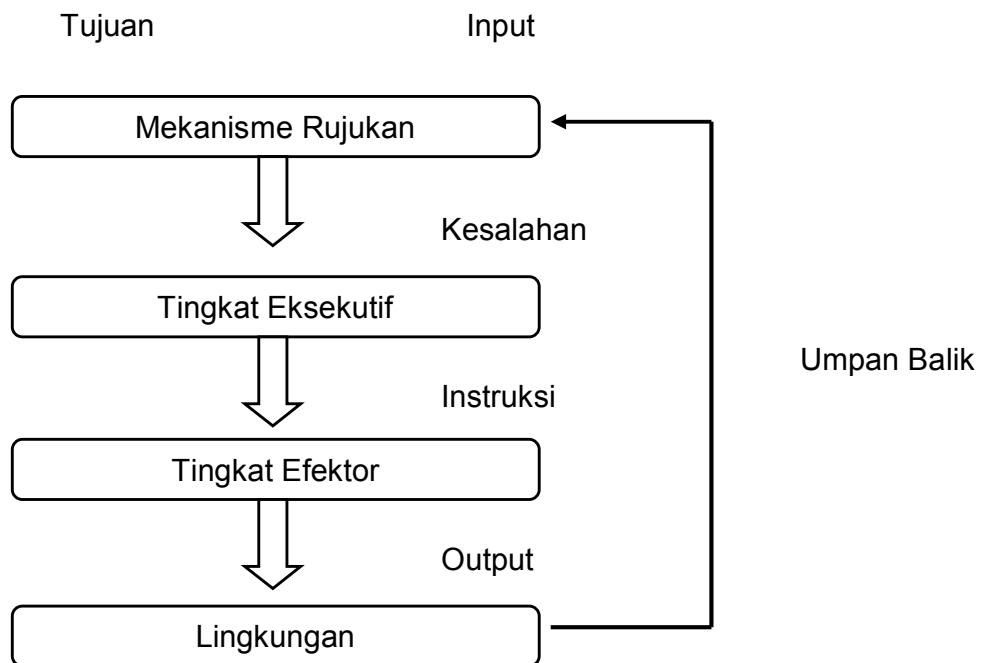 Tujuan Input
Mekanisme Rujukan
Kesalahan
Tingkat Eksekutif
Umpan Balik
Instruksi
Tingkat Efektor
Output
Lingkungan